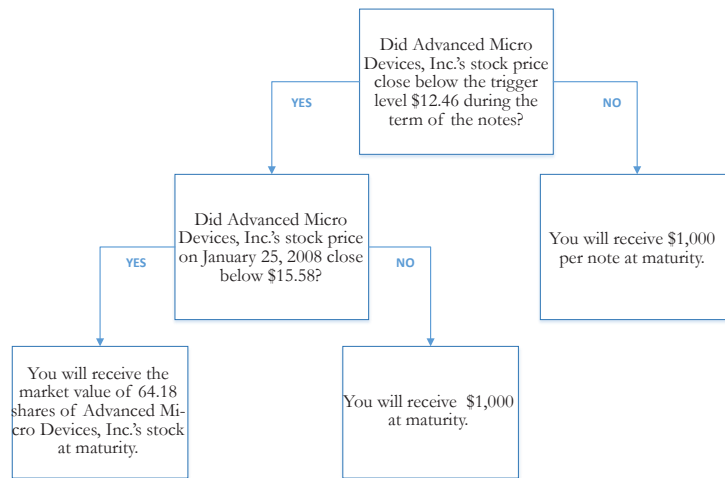 Did Advanced Micro
Devices, Inc.'s stock price
close below the trigger
level $12.46 during the
term of the notes?
YES
NO
Did Advanced Micro
Devices, Inc.'s stock price
on January 25, 2008 close
below $15.58?
You will receive $1,000
per note at maturity.
YES
NO
You will receive the
market value of 64.18
shares of Advanced Mi-
cro Devices, Inc.'s stock
at maturity.
You will receive $1,000
at maturity.